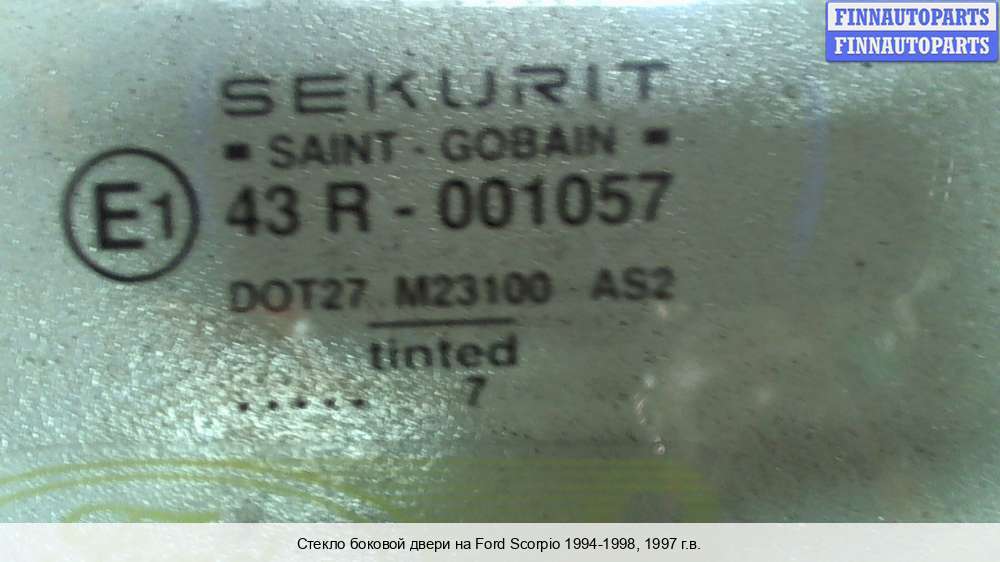 FINNAUTOPARTS
FINNAUTOPARTS
SEKURIT
SAINT - GOBAIN
E1 43 R - 001057
DOT27 M23100 AS2
tinted
..... 7
Стекло боковой двери на Ford Scorpio 1994-1998, 1997 г.в.